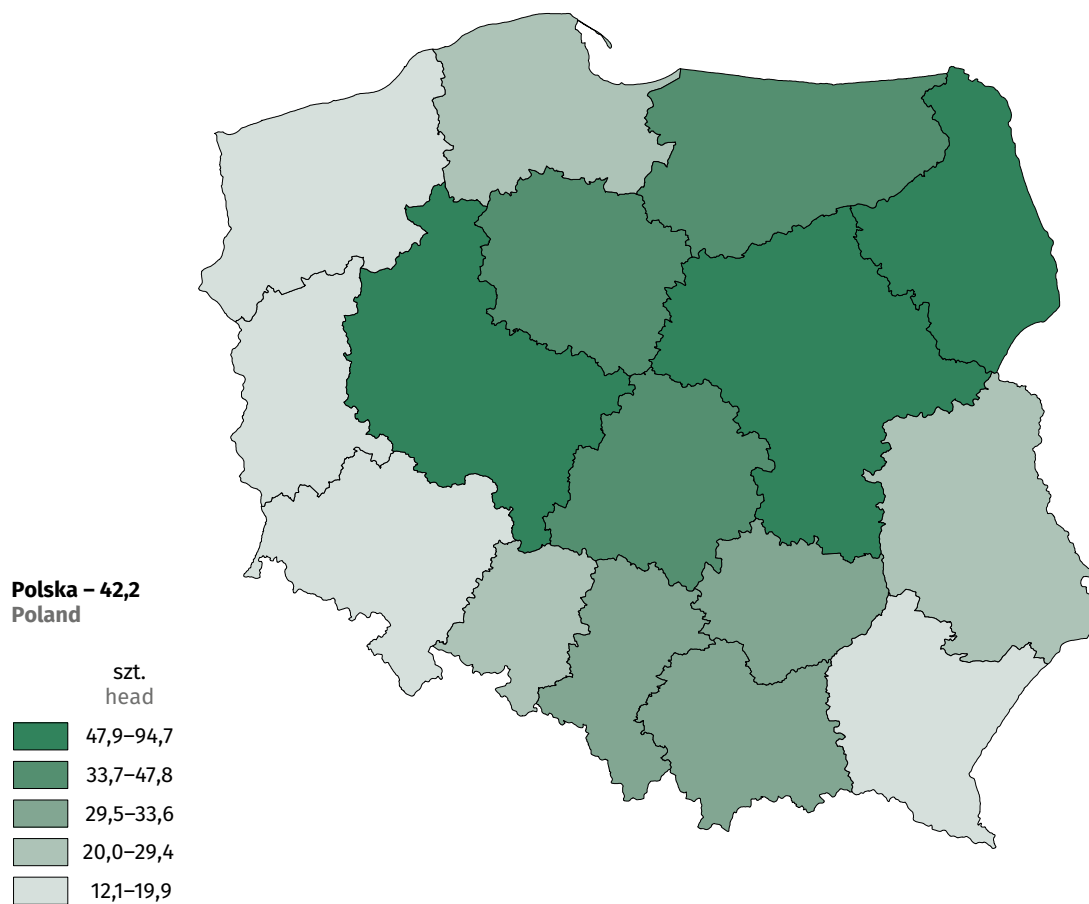 Polska – 42,2
Poland
szt.
head
47,9–94,7
33,7–47,8
29,5–33,6
20,0–29,4
12,1–19,9